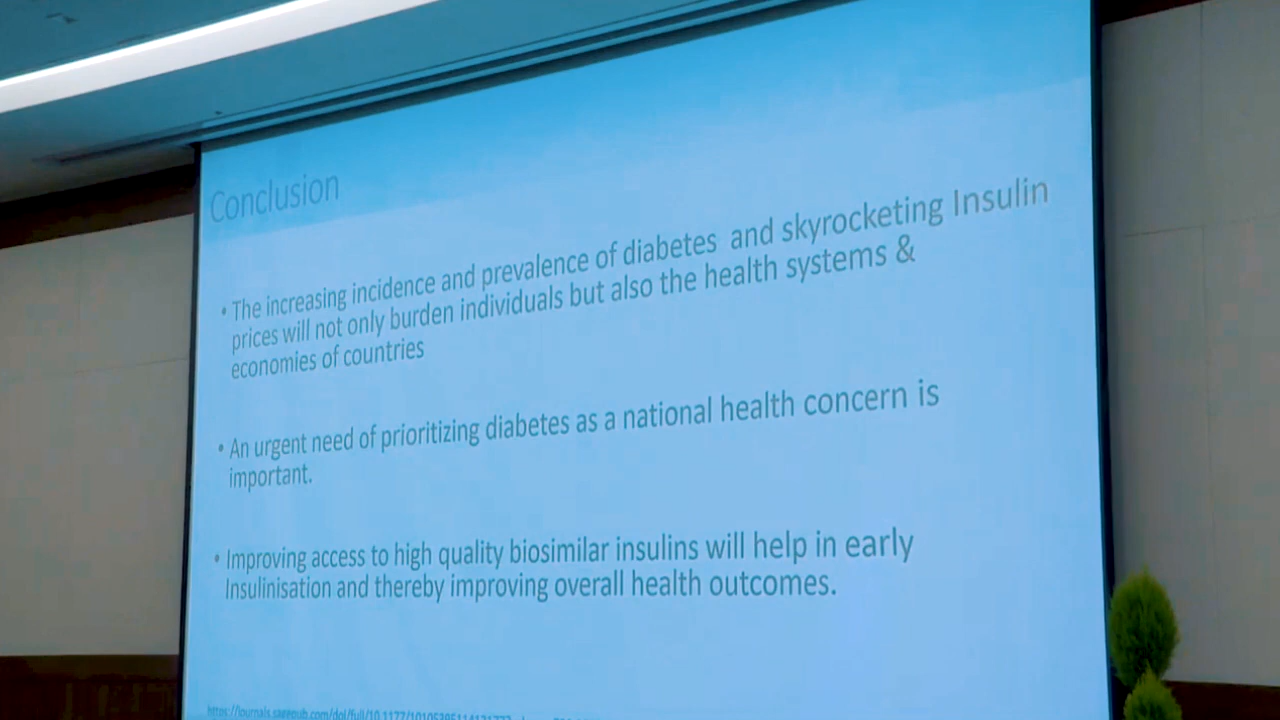 Conclusion
• The increasing incidence and prevalence of diabetes and skyrocketing Insulin
prices will not only burden individuals but also the health systems &
economies of countries
• An urgent need of prioritizing diabetes as a national health concern is
important.
• Improving access to high quality biosimilar insulins will help in early
Insulinisation and thereby improving overall health outcomes.